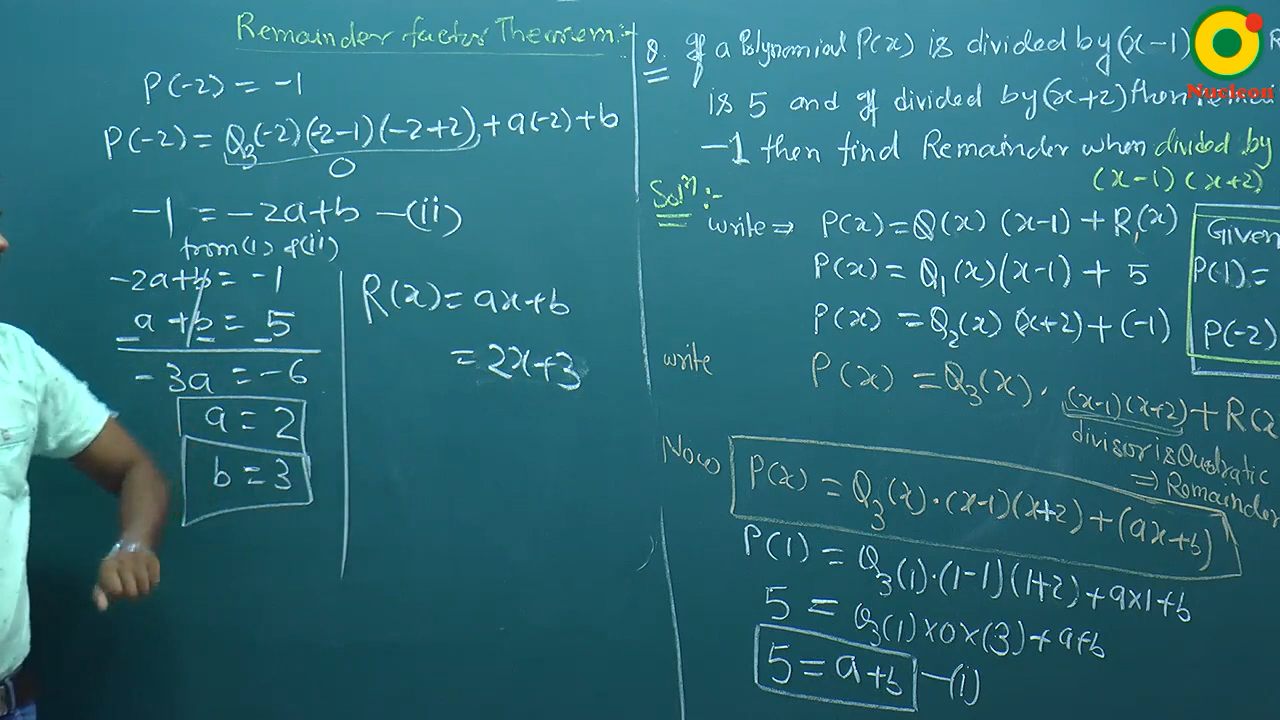 Remainder factor Theorem:-
P(-2) = -1
P(-2) = Q₃(-2)(-2-1)(-2+2) + a(-2) + b
0
-1 = -2a+b -(ii)
from(i) &(ii)
-2a+b = -1
a + b = 5
-3a = -6
a = 2
b = 3
R(x) = ax+b
= 2x+3
Q. If a Polynomial P(x) is divided by (x-1)
is 5 and if divided by (x+2) then
-1 then find Remainder when divided by
(x-1) (x+2)
Solⁿ:-
write ⇒ P(x) = Q(x) (x-1) + R₁(x)
P(x) = Q₁(x)(x-1) + 5
P(x) = Q₂(x) (x+2) + (-1)
write P(x) = Q₃(x). (x-1)(x+2) + R(x
divisor is Quadratic
⇒ Remainder
Given
P(1) =
P(-2)
Now P(x) = Q₃(x).(x-1)(x+2) + (ax+b)
P(1) = Q₃(1).(1-1)(1+2) + a×1+b
5 = Q₃(1)×0×(3) + a+b
5 = a+b -(i)
Nucleon